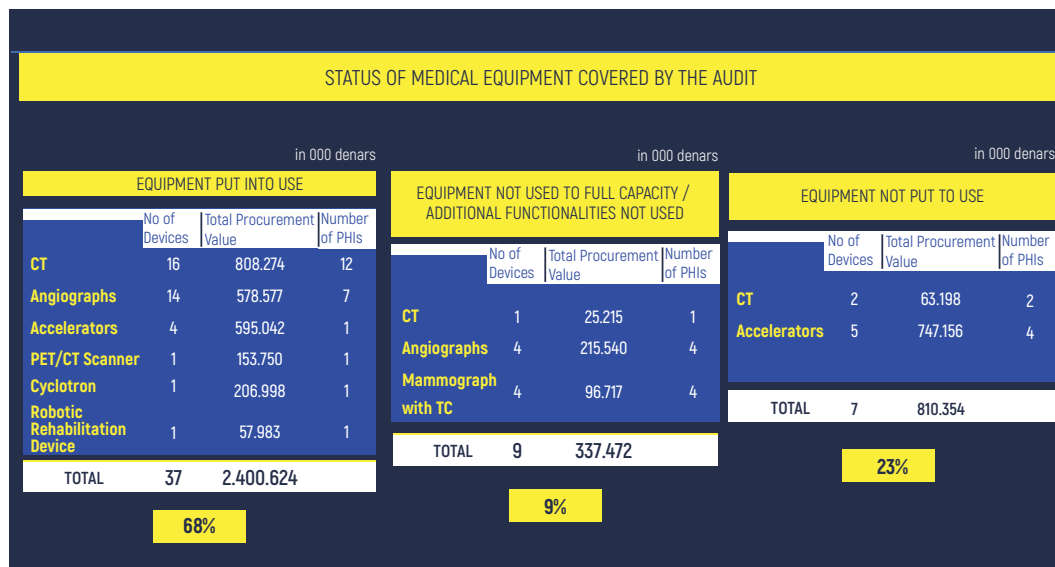 STATUS OF MEDICAL EQUIPMENT COVERED BY THE AUDIT
in 000 denars
EQUIPMENT PUT INTO USE
No of Devices Total Procurement Value Number of PHIs
CT 16 808.274 12
Angiographs 14 578.577 7
Accelerators 4 595.042 1
PET/CT Scanner 1 153.750 1
Cyclotron 1 206.998 1
Robotic Rehabilitation Device 1 57.983 1
TOTAL 37 2.400.624
68%
in 000 denars
EQUIPMENT NOT USED TO FULL CAPACITY /
ADDITIONAL FUNCTIONALITIES NOT USED
No of Devices Total Procurement Value Number of PHIs
CT 1 25.215 1
Angiographs 4 215.540 4
Mammograph with TC 4 96.717 4
TOTAL 9 337.472
9%
in 000 denars
EQUIPMENT NOT PUT TO USE
No of Devices Total Procurement Value Number of PHIs
CT 2 63.198 2
Accelerators 5 747.156 4
TOTAL 7 810.354
23%